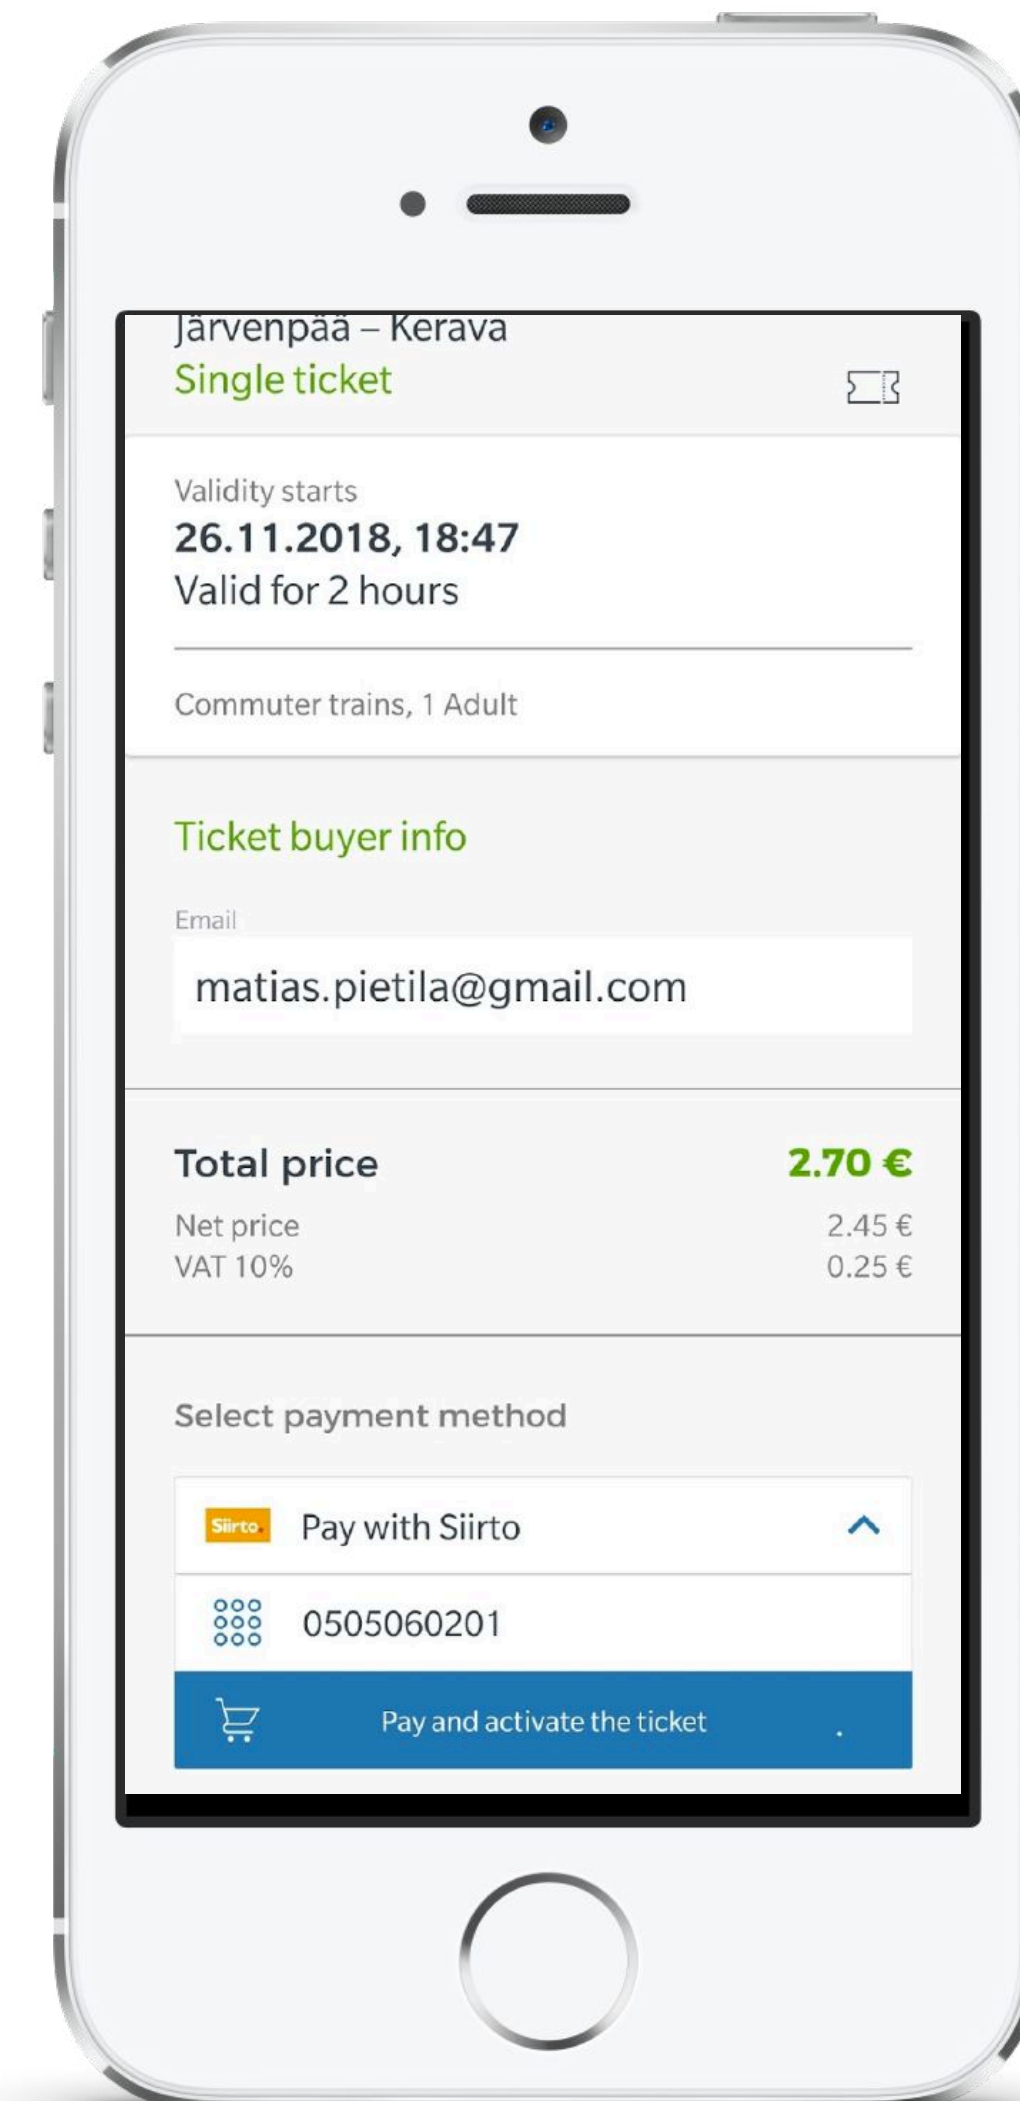 Järvenpää – Kerava
Single ticket
Validity starts
26.11.2018, 18:47
Valid for 2 hours
Commuter trains, 1 Adult
Ticket buyer info
Email
matias.pietila@gmail.com
Total price 2.70 €
Net price 2.45 €
VAT 10% 0.25 €
Select payment method
Siirto. Pay with Siirto
0505060201
Pay and activate the ticket